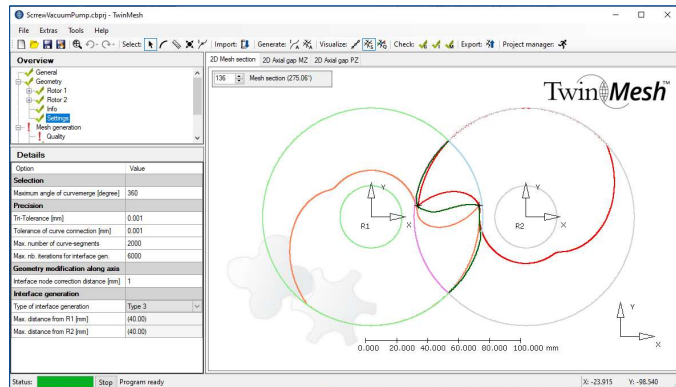 ScrewVacuumPump.cbprj - TwinMesh
File Extras Tools Help
Select: Import: Generate: Visualize: Check: Export: Project manager:
Overview
General
Geometry
Rotor 1
Rotor 2
Info
Settings
Mesh generation
Quality
Details
Option Value
Selection
Maximum angle of curvemerge [degree] 360
Precision
Tri-Tolerance [mm] 0.001
Tolerance of curve connection [mm] 0.001
Max. number of curve-segments 2000
Max. nb. iterations for interface gen. 6000
Geometry modification along axis
Interface node correction distance [mm] 1
Interface generation
Type of interface generation Type 3
Max. distance from R1 [mm] (40.00)
Max. distance from R2 [mm] (40.00)
2D Mesh section 2D Axial gap MZ 2D Axial gap PZ
136 Mesh section (275.06°)
TwinMesh™
Y Y
R1 X R2 X
Y
X
0.000 20.000 40.000 60.000 80.000 100.000 mm
Status: Stop Program ready X: -23.915 Y: -98.540